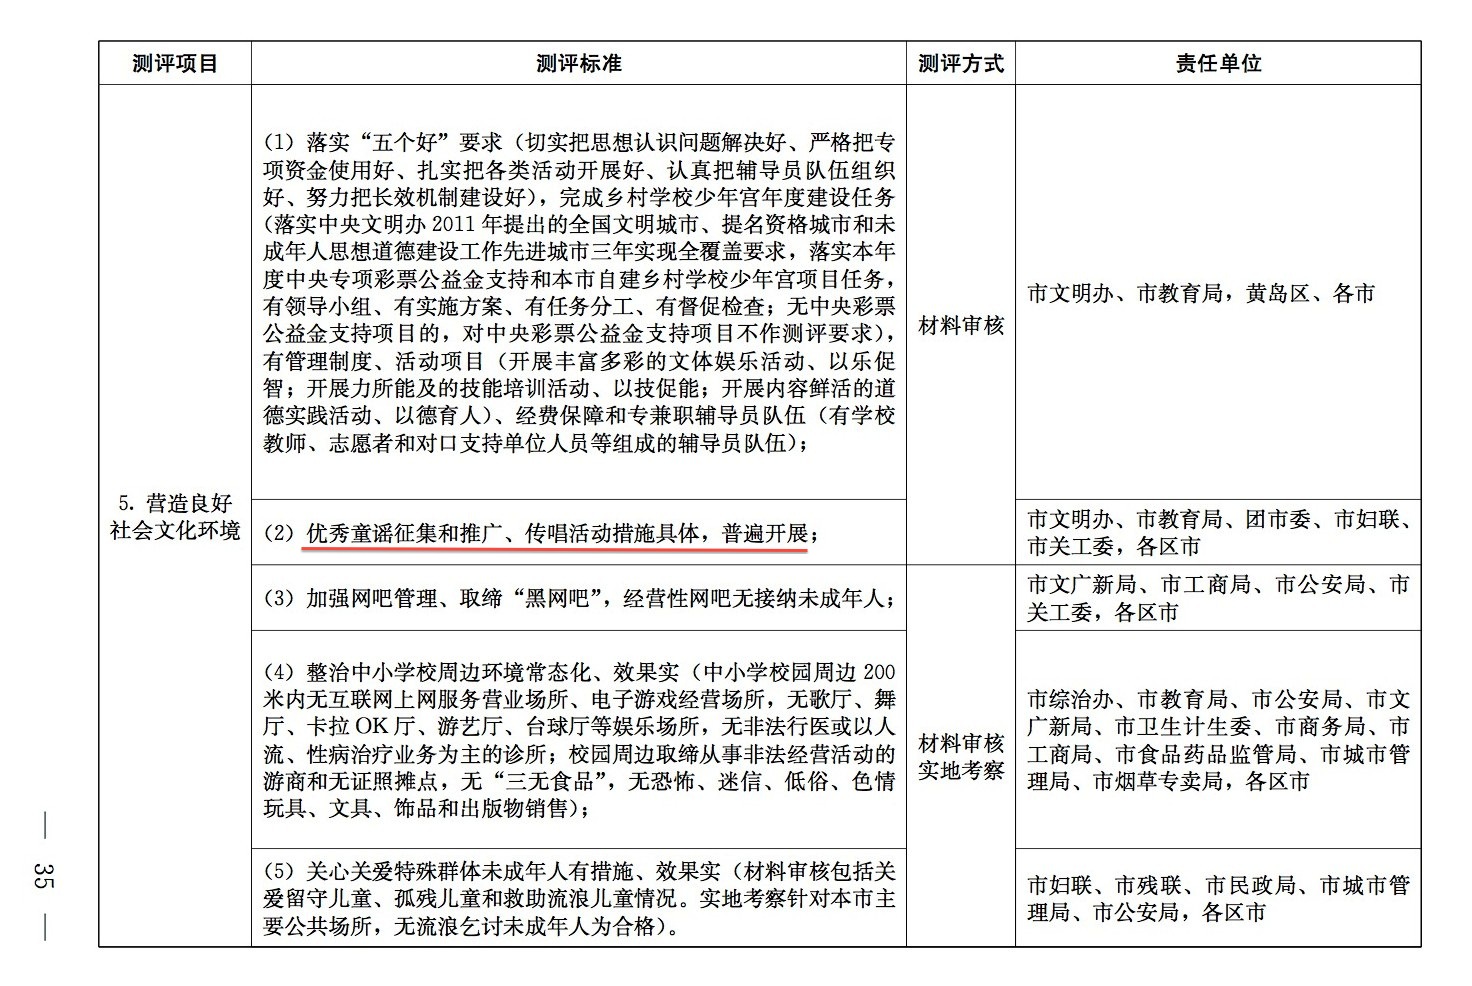 测评项目 测评标准 测评方式 责任单位
5. 营造良好
社会文化环境
（1）落实“五个好”要求（切实把思想认识问题解决好、严格把专
项资金使用好、扎实把各类活动开展好、认真把辅导员队伍组织
好、努力把长效机制建设好），完成乡村学校少年宫年度建设任务
（落实中央文明办 2011 年提出的全国文明城市、提名资格城市和未
成年人思想道德建设工作先进城市三年实现全覆盖要求，落实本年
度中央专项彩票公益金支持和本市自建乡村学校少年宫项目任务，
有领导小组、有实施方案、有任务分工、有督促检查；无中央彩票
公益金支持项目的，对中央彩票公益金支持项目不作测评要求），
有管理制度、活动项目（开展丰富多彩的文体娱乐活动、以乐促
智；开展力所能及的技能培训活动、以技促能；开展内容鲜活的道
德实践活动、以德育人）、经费保障和专兼职辅导员队伍（有学校
教师、志愿者和对口支持单位人员等组成的辅导员队伍）；
材料审核
市文明办、市教育局，黄岛区、各市
（2）优秀童谣征集和推广、传唱活动措施具体，普遍开展；
市文明办、市教育局、团市委、市妇联、
市关工委，各区市
（3）加强网吧管理、取缔“黑网吧”，经营性网吧无接纳未成年人；
市文广新局、市工商局、市公安局、市
关工委，各区市
（4）整治中小学校周边环境常态化、效果实（中小学校园周边 200
米内无互联网上网服务营业场所、电子游戏经营场所，无歌厅、舞
厅、卡拉 OK 厅、游艺厅、台球厅等娱乐场所，无非法行医或以人
流、性病治疗业务为主的诊所；校园周边取缔从事非法经营活动的
游商和无证照摊点，无“三无食品”，无恐怖、迷信、低俗、色情
玩具、文具、饰品和出版物销售）；
材料审核
实地考察
市综治办、市教育局、市公安局、市文
广新局、市卫生计生委、市商务局、市
工商局、市食品药品监管局、市城市管
理局、市烟草专卖局，各区市
（5）关心关爱特殊群体未成年人有措施、效果实（材料审核包括关
爱留守儿童、孤残儿童和救助流浪儿童情况。实地考察针对本市主
要公共场所，无流浪乞讨未成年人为合格）。
市妇联、市残联、市民政局、市城市管
理局、市公安局，各区市
— 35 —